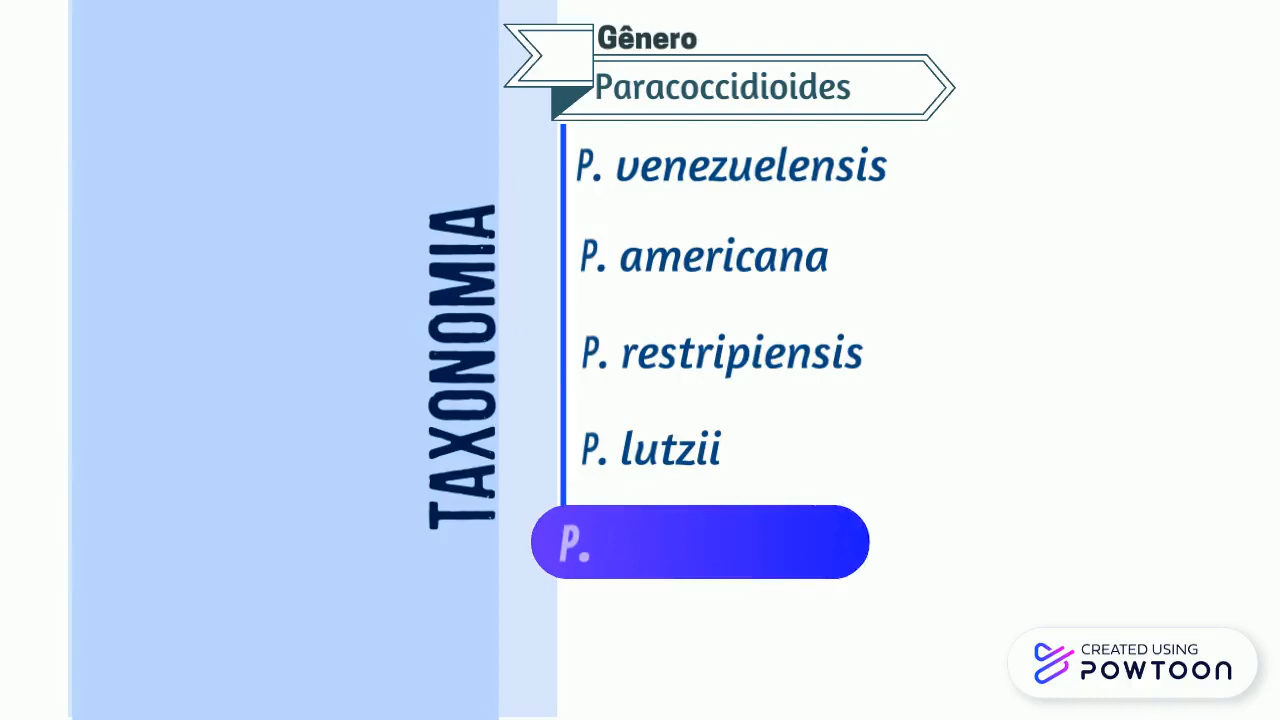 Gênero
Paracoccidioides
TAXONOMIA
P. venezuelensis
P. americana
P. restripiensis
P. lutzii
P.
CREATED USING
POWTOON